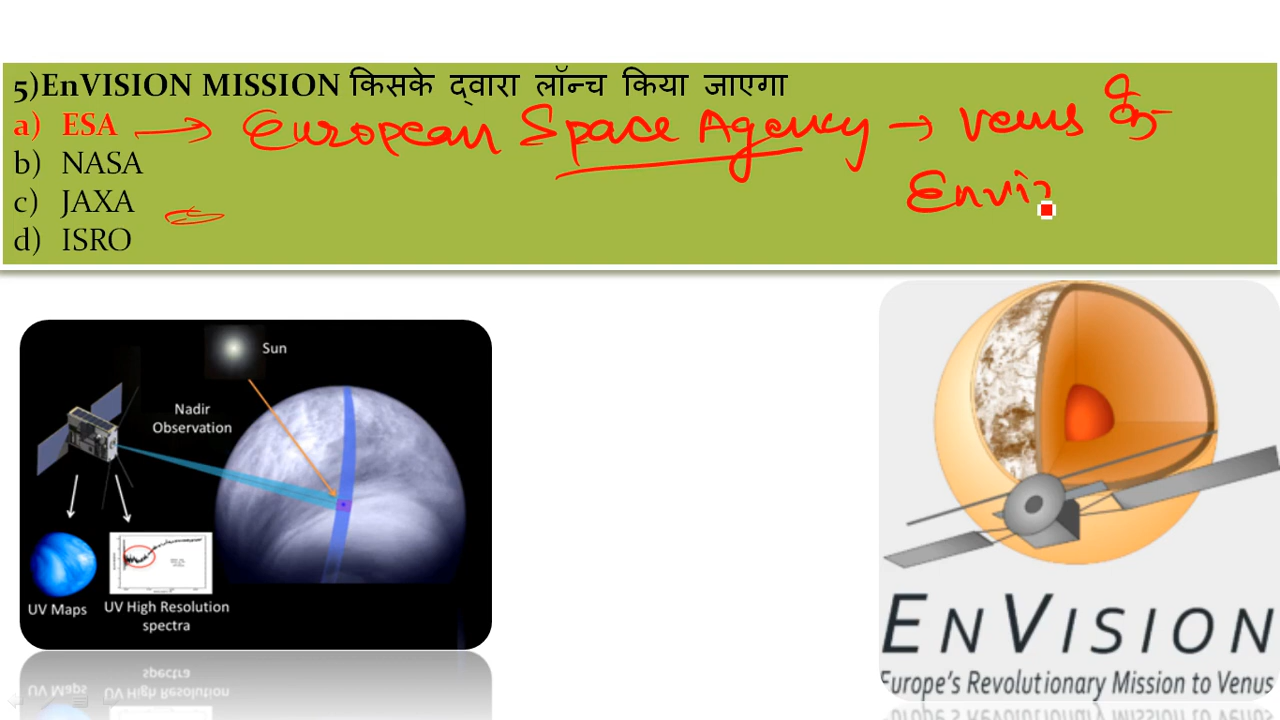 5)EnVISION MISSION किसके द्वारा लॉन्च किया जाएगा
a) ESA → European Space Agency → Venus के
b) NASA
Envi
c) JAXA
d) ISRO
Sun
Nadir
Observation
UV Maps
UV High Resolution
spectra
ENVISION
Europe's Revolutionary Mission to Venus